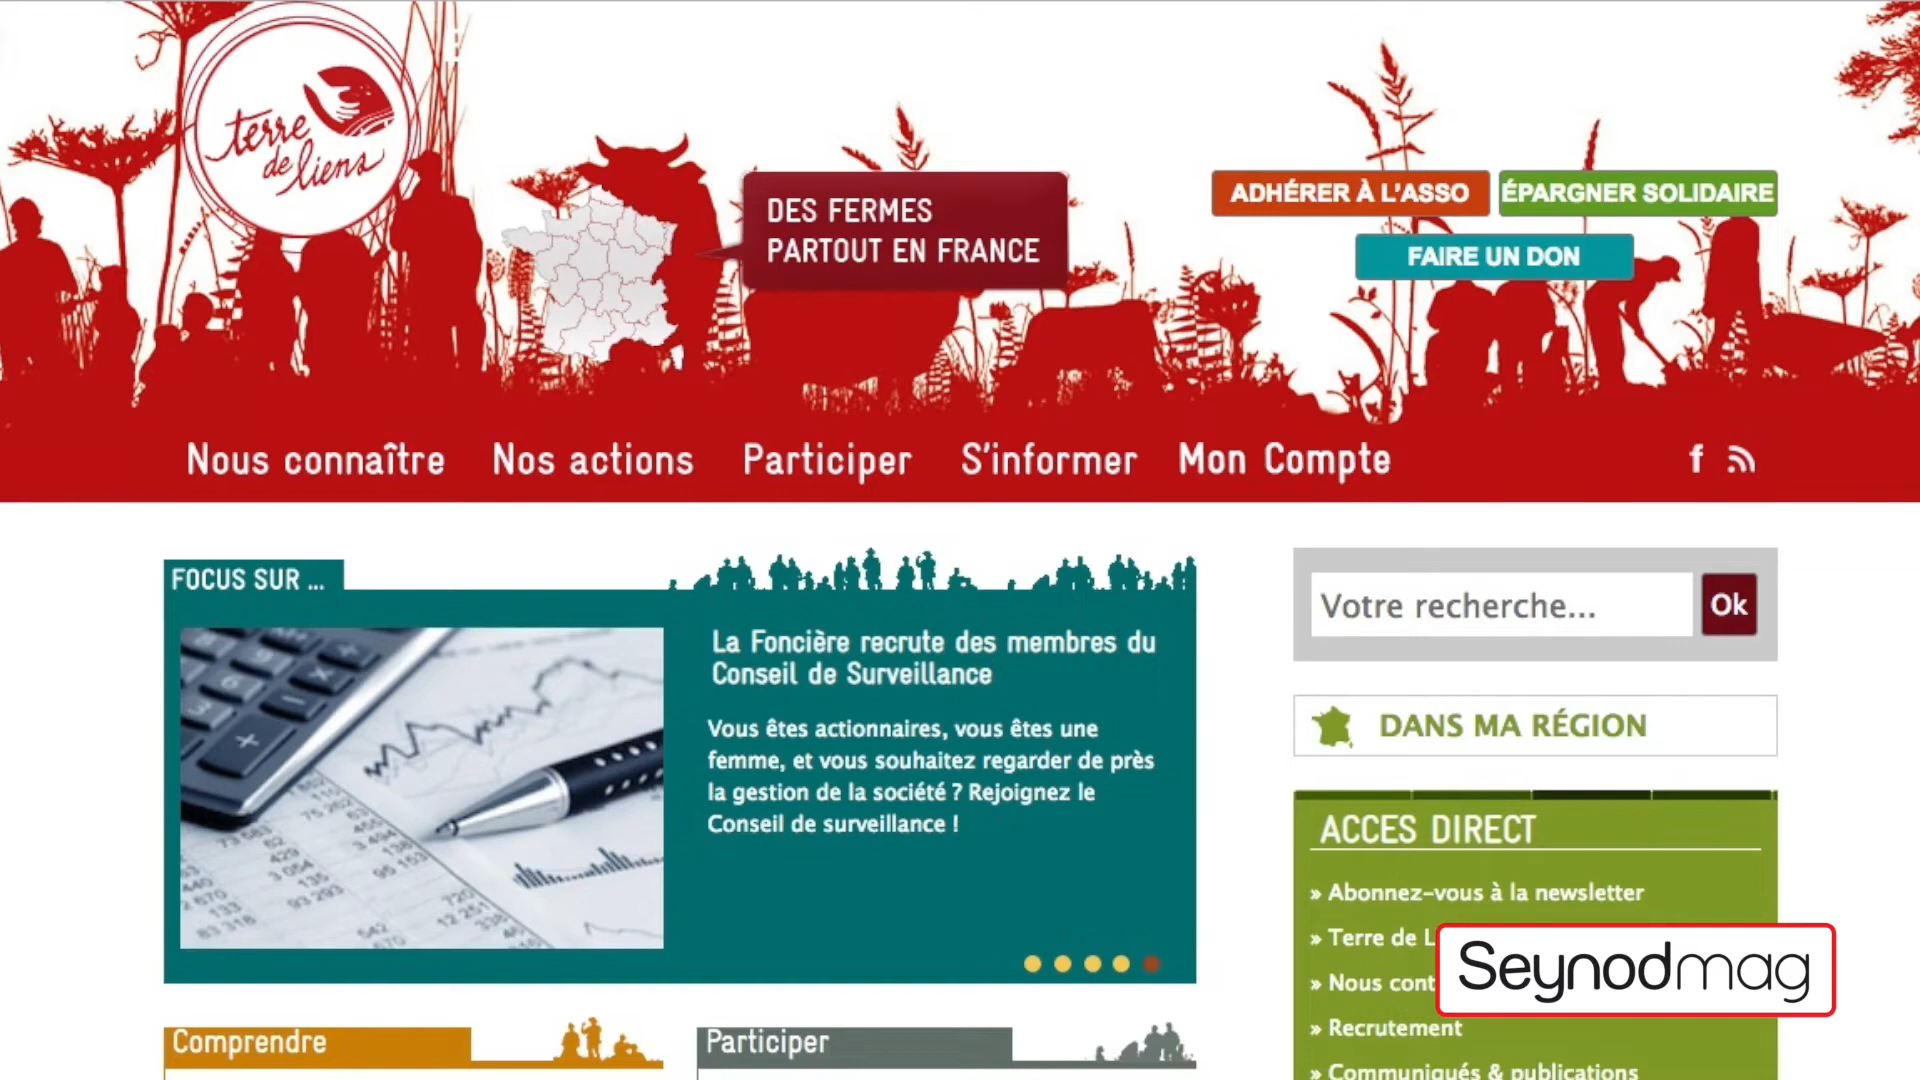 terre
de liens
DES FERMES
PARTOUT EN FRANCE
ADHÉRER À L'ASSO
ÉPARGNER SOLIDAIRE
FAIRE UN DON
Nous connaître
Nos actions
Participer
S'informer
Mon Compte
FOCUS SUR ...
La Foncière recrute des membres du
Conseil de Surveillance
Vous êtes actionnaires, vous êtes une
femme, et vous souhaitez regarder de près
la gestion de la société ? Rejoignez le
Conseil de surveillance !
Votre recherche...
Ok
DANS MA RÉGION
ACCES DIRECT
» Abonnez-vous à la newsletter
» Terre de L
» Nous cont
» Recrutement
» Communiqués & publications
Seynodmag
Comprendre
Participer